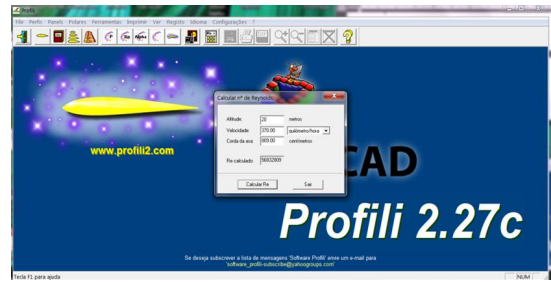 Profili
File Perfis Panels Polares Ferramentas Imprimir Ver Registo Idioma Configurações ?
Calcular nº de Reynolds
Altitude: 20 metros
Velocidade: 370.00 quilómetro/hora
Corda da asa: 809.00 centímetros
Re calculado: 56832809
Calcular Re Sair
www.profili2.com
CAD
Profili 2.27c
Se deseja subscrever a lista de mensagens 'Software Profili' envie um e-mail para
'software_profili-subscribe@yahoogroups.com'
Tecla F1 para ajuda
NUM